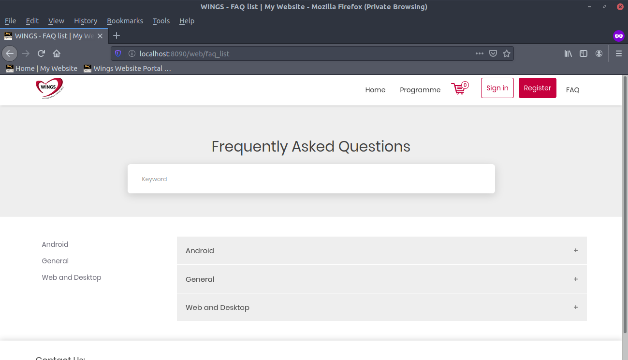 WINGS - FAQ list | My Website - Mozilla Firefox (Private Browsing)
File Edit View History Bookmarks Tools Help
WINGS - FAQ list | My We
localhost:8090/web/faq_list
Home | My Website Wings Website Portal ...
WINGS
Home Programme 0 Sign in Register FAQ
Frequently Asked Questions
Keyword
Android
General
Web and Desktop
Android +
General +
Web and Desktop +
Contact Us: